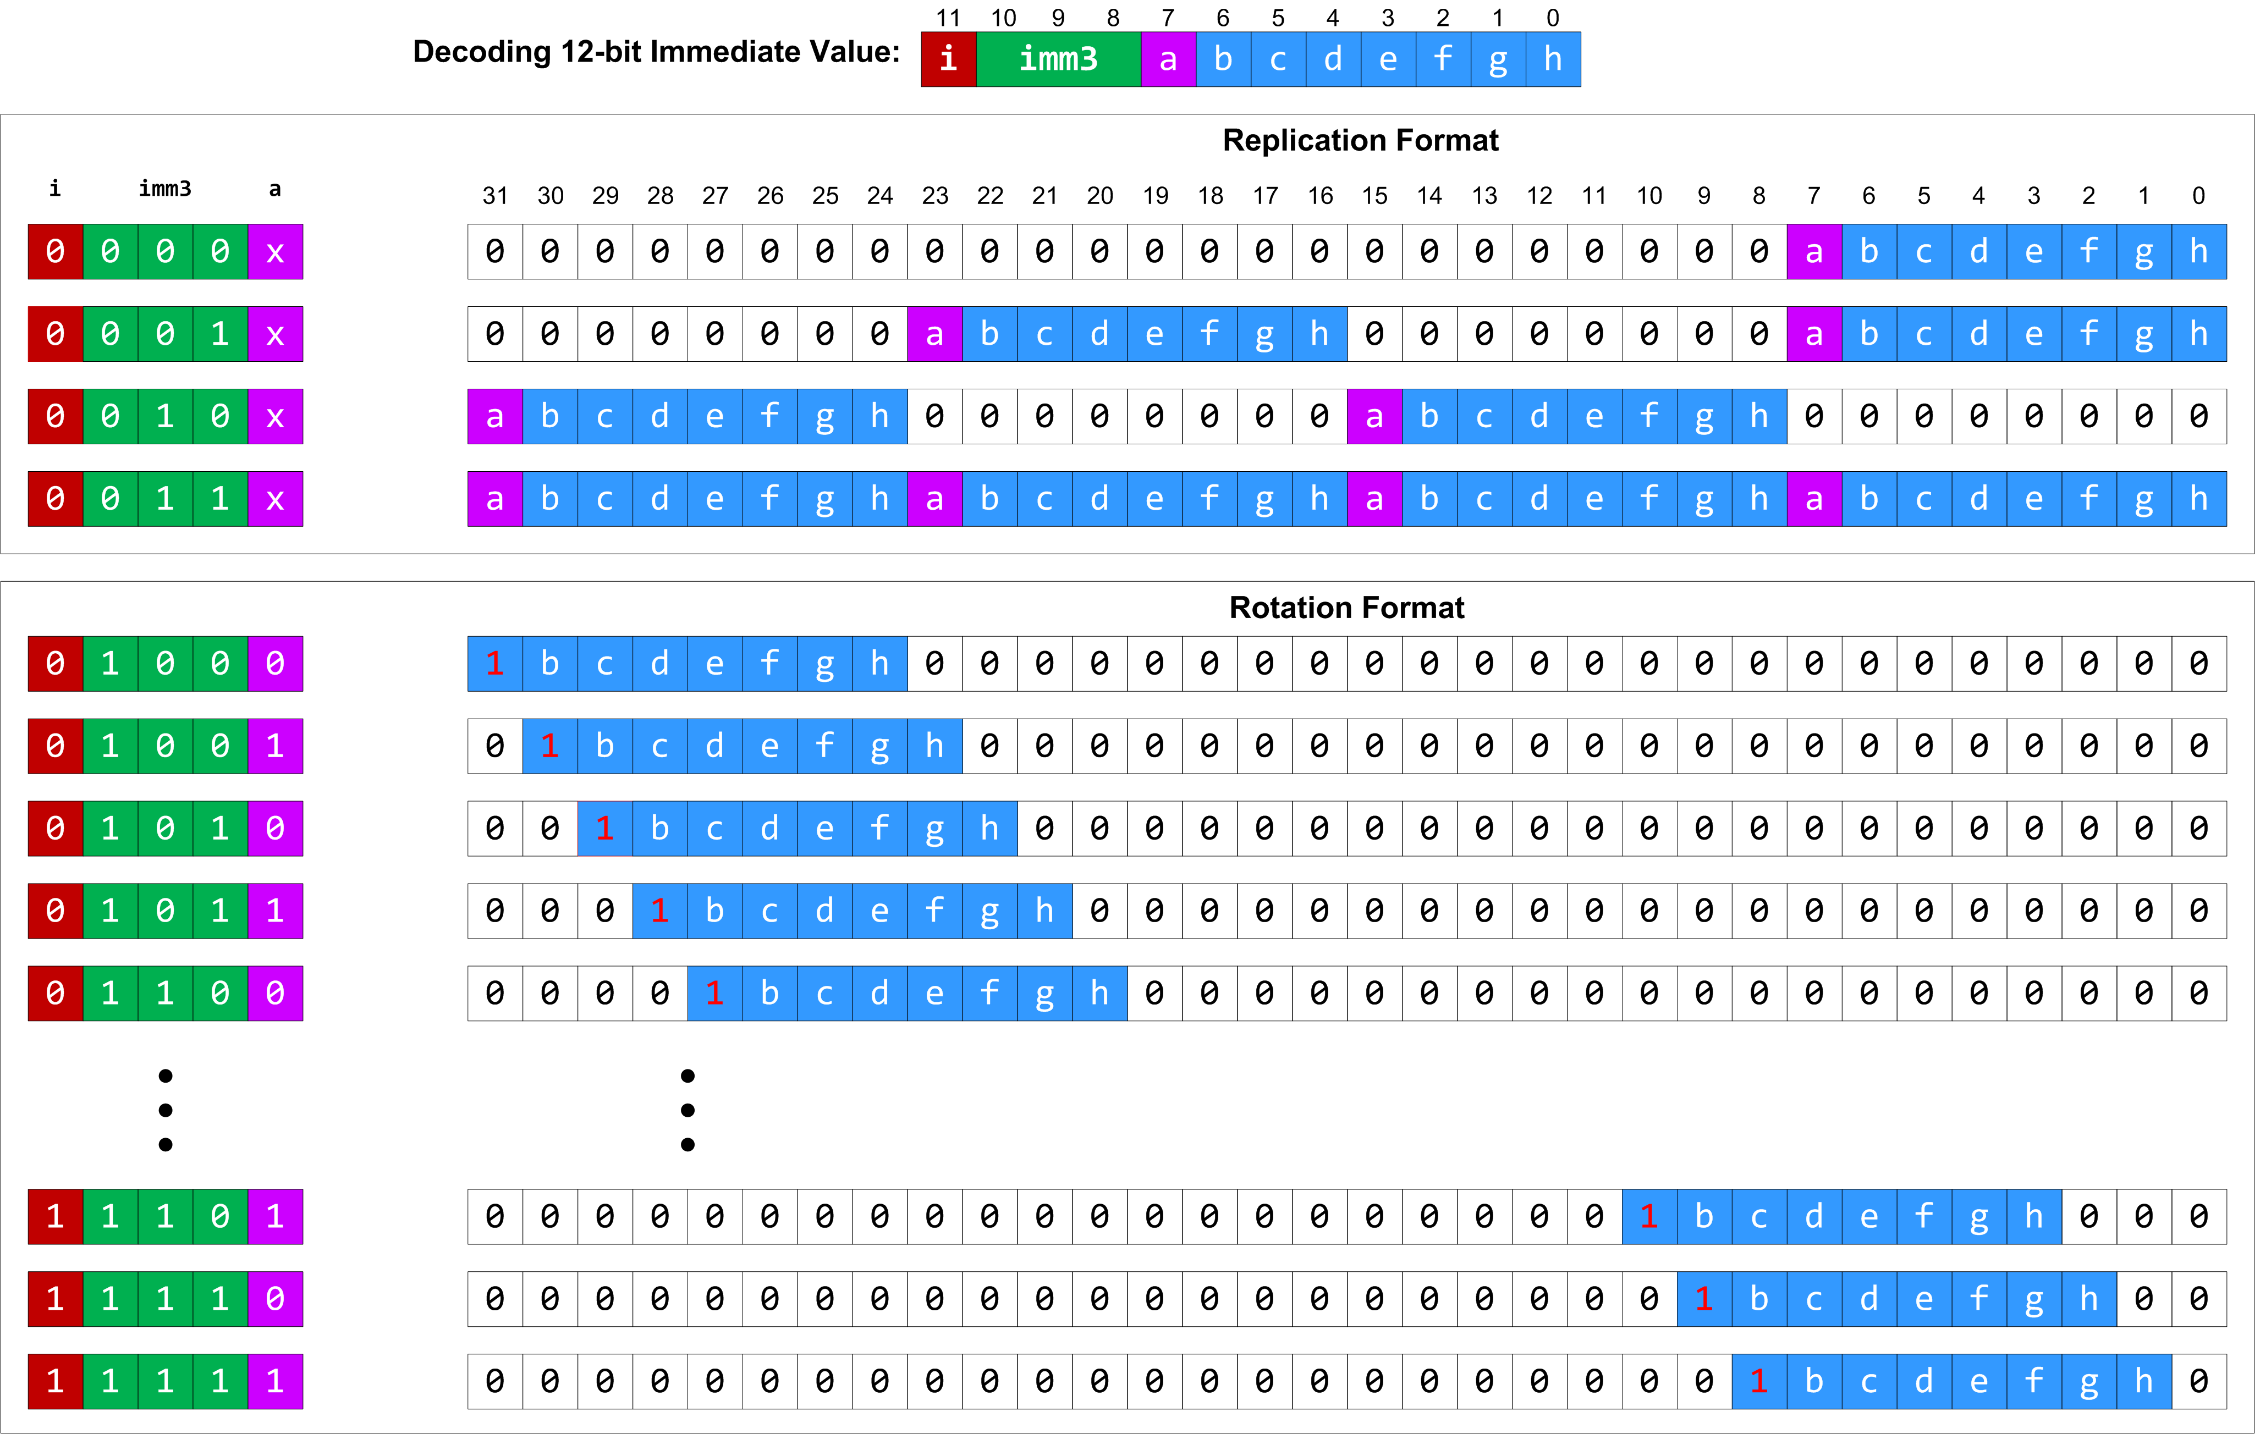 11 10 9 8 7 6 5 4 3 2 1 0
Decoding 12-bit Immediate Value: i imm3 a b c d e f g h
Replication Format
i imm3 a 31 30 29 28 27 26 25 24 23 22 21 20 19 18 17 16 15 14 13 12 11 10 9 8 7 6 5 4 3 2 1 0
0 0 0 0 x 0 0 0 0 0 0 0 0 0 0 0 0 0 0 0 0 0 0 0 0 0 0 0 0 a b c d e f g h
0 0 0 1 x 0 0 0 0 0 0 0 0 a b c d e f g h 0 0 0 0 0 0 0 0 a b c d e f g h
0 0 1 0 x a b c d e f g h 0 0 0 0 0 0 0 0 a b c d e f g h 0 0 0 0 0 0 0 0
0 0 1 1 x a b c d e f g h a b c d e f g h a b c d e f g h a b c d e f g h
Rotation Format
0 1 0 0 0 1 b c d e f g h 0 0 0 0 0 0 0 0 0 0 0 0 0 0 0 0 0 0 0 0 0 0 0 0
0 1 0 0 1 0 1 b c d e f g h 0 0 0 0 0 0 0 0 0 0 0 0 0 0 0 0 0 0 0 0 0 0 0
0 1 0 1 0 0 0 1 b c d e f g h 0 0 0 0 0 0 0 0 0 0 0 0 0 0 0 0 0 0 0 0 0 0
0 1 0 1 1 0 0 0 1 b c d e f g h 0 0 0 0 0 0 0 0 0 0 0 0 0 0 0 0 0 0 0 0 0
0 1 1 0 0 0 0 0 0 1 b c d e f g h 0 0 0 0 0 0 0 0 0 0 0 0 0 0 0 0 0 0 0 0
1 1 1 0 1 0 0 0 0 0 0 0 0 0 0 0 0 0 0 0 0 0 0 0 0 0 1 b c d e f g h 0 0 0
1 1 1 1 0 0 0 0 0 0 0 0 0 0 0 0 0 0 0 0 0 0 0 0 0 0 0 1 b c d e f g h 0 0
1 1 1 1 1 0 0 0 0 0 0 0 0 0 0 0 0 0 0 0 0 0 0 0 0 0 0 0 1 b c d e f g h 0